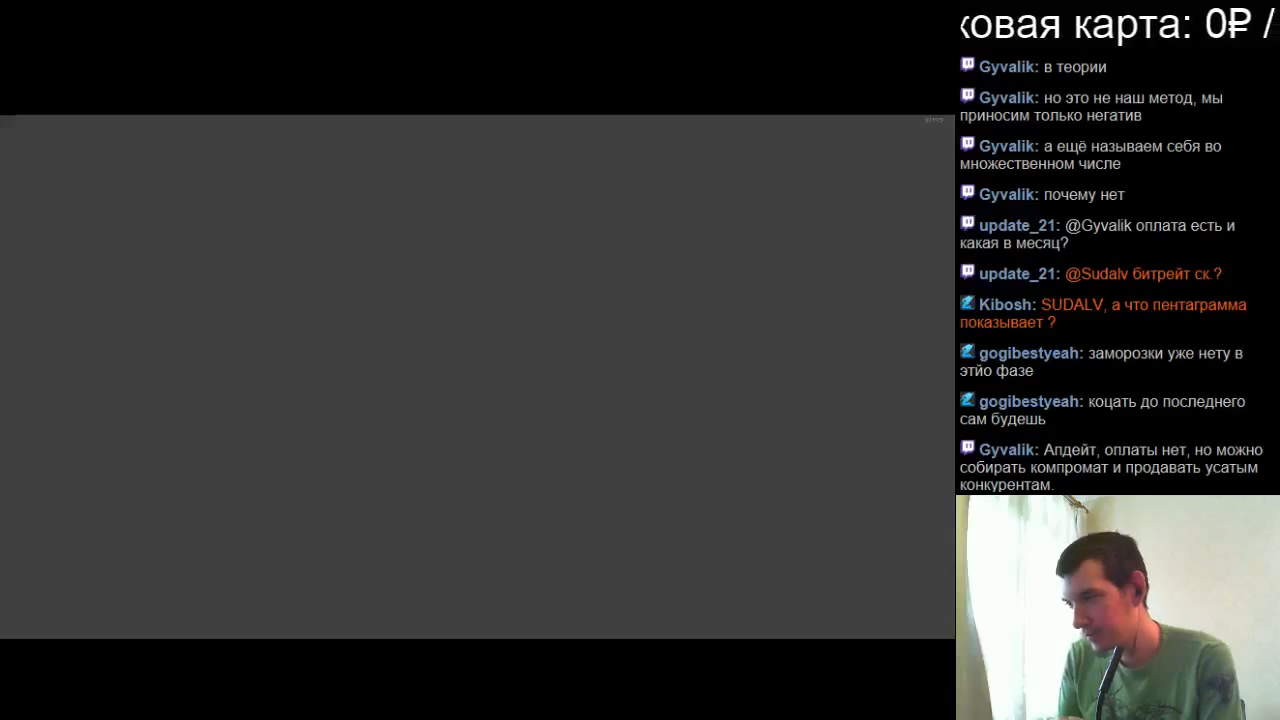 ховая карта: 0₽ /
Gyvalik: в теории
Gyvalik: но это не наш метод, мы
приносим только негатив
Gyvalik: а ещё называем себя во
множественном числе
Gyvalik: почему нет
update_21: @Gyvalik оплата есть и
какая в месяц?
update_21: @Sudalv битрейт ск.?
Kibosh: SUDALV, а что пентаграмма
показывает ?
gogibestyeah: заморозки уже нету в
этйо фазе
gogibestyeah: коцать до последнего
сам будешь
Gyvalik: Апдейт, оплаты нет, но можно
собирать компромат и продавать усатым
конкурентам.